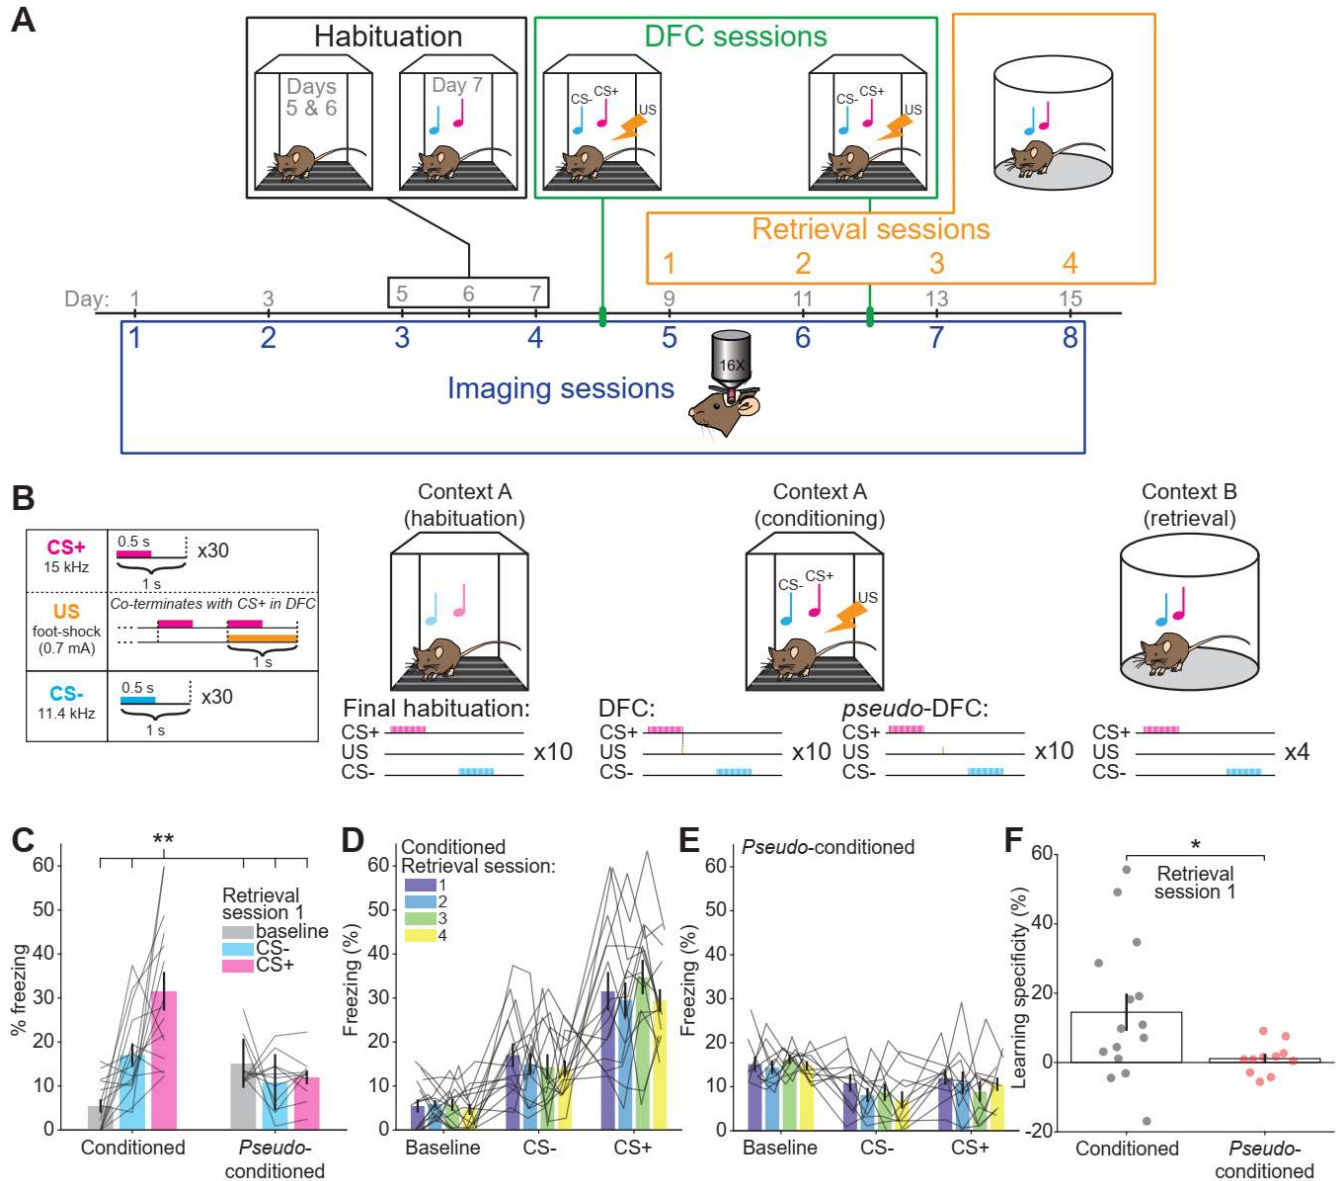 A
Habituation
DFC sessions
Days
5 & 6
Day 7
CS-
CS+
US
CS-
CS+
US
Retrieval sessions
1 2 3 4
Day: 1 3 5 6 7 9 11 13 15
1 2 3 4 5 6 7 8
16X
Imaging sessions
B
CS+
15 kHz
0.5 s
x30
1 s
US
foot-shock
(0.7 mA)
Co-terminates with CS+ in DFC
1 s
CS-
11.4 kHz
0.5 s
x30
1 s
Context A
(habituation)
Context A
(conditioning)
CS-
CS+
US
Context B
(retrieval)
Final habituation:
CS+
US
CS-
x10
DFC:
CS+
US
CS-
x10
pseudo-DFC:
CS+
US
CS-
x10
CS+
US
CS-
x4
C
**
% freezing
60
50
40
30
20
10
0
Retrieval
session 1
baseline
CS-
CS+
Conditioned
Pseudo-
conditioned
D
Conditioned
Retrieval session:
1
2
3
4
Freezing (%)
60
50
40
30
20
10
0
Baseline CS- CS+
E
Pseudo-conditioned
Freezing (%)
60
50
40
30
20
10
0
Baseline CS- CS+
F
*
Retrieval
session 1
Learning specificity (%)
60
40
20
0
-20
Conditioned
Pseudo-
conditioned